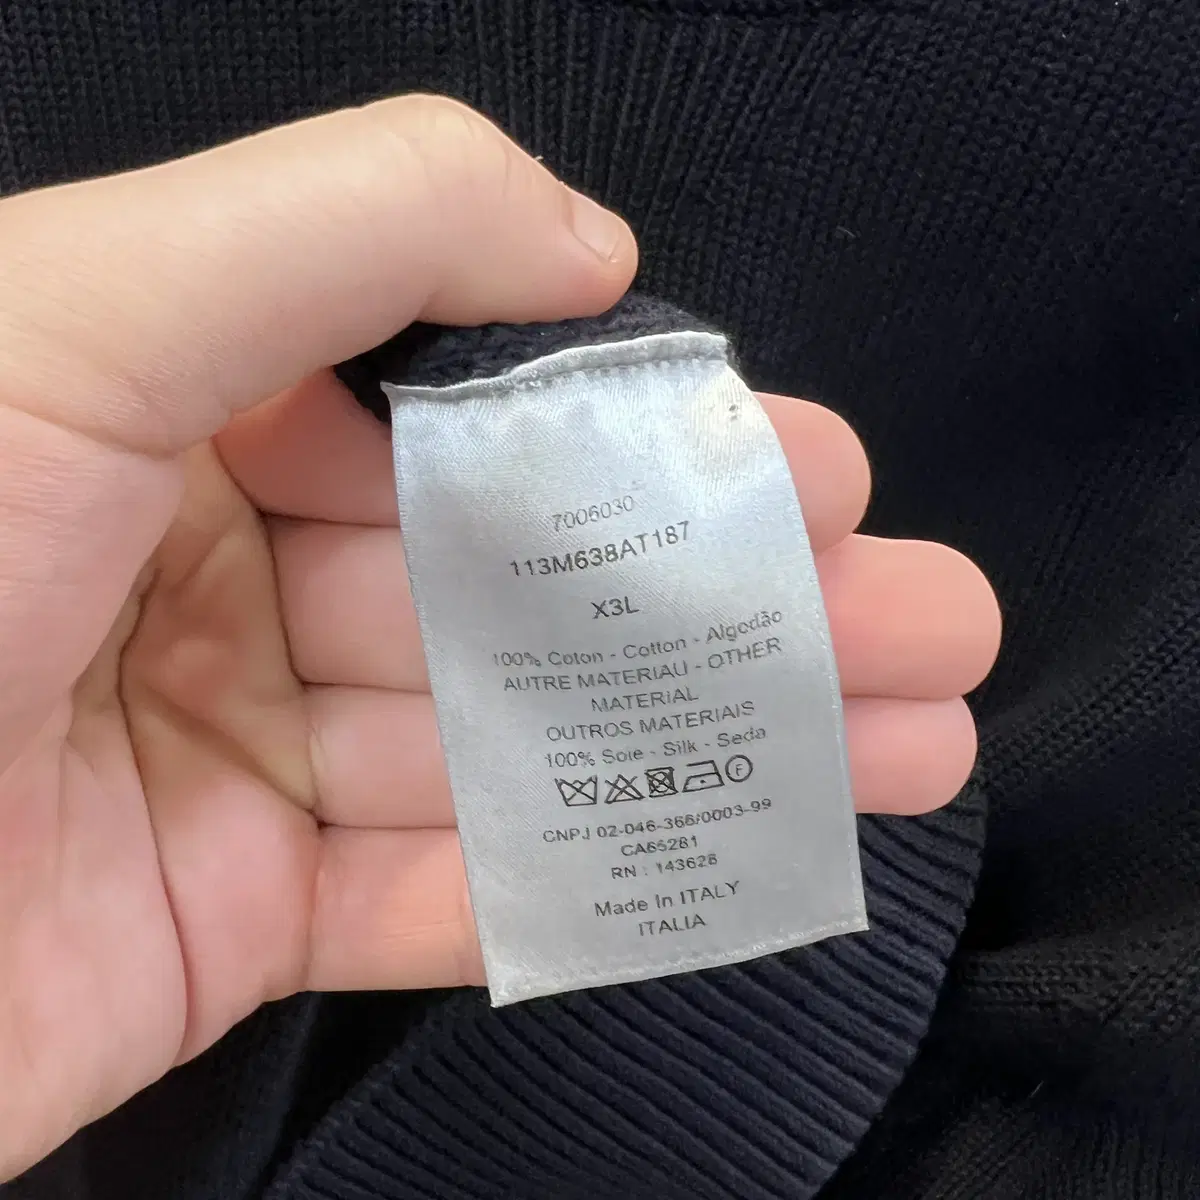 7006030
113M638AT187
X3L
100% Coton - Cotton - Algodão
AUTRE MATERIAU - OTHER
MATERIAL
OUTROS MATERIAIS
100% Soie - Silk - Seda
F
CNPJ 02-046-366/0003-99
CA65281
RN : 143628
Made In ITALY
ITALIA